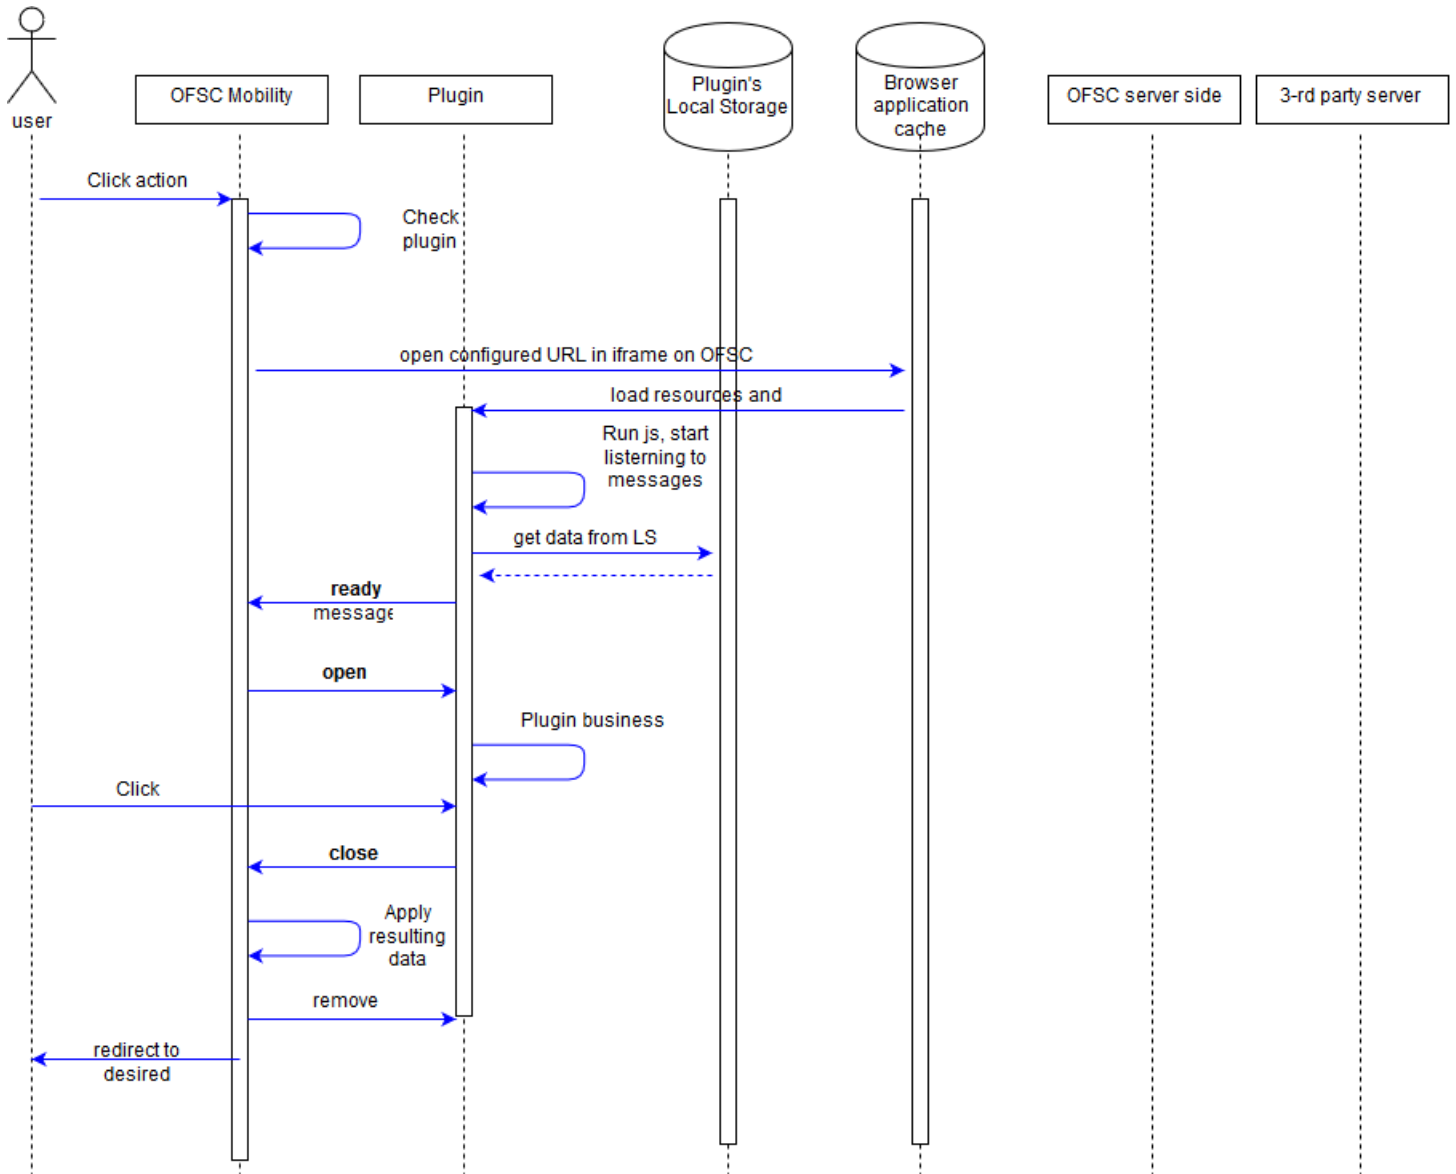 user
OFSC Mobility
Plugin
Plugin's
Local Storage
Browser
application
cache
OFSC server side
3-rd party server
Click action
Check
plugin
open configured URL in iframe on OFSC
load resources and
Run js, start
listerning to
messages
get data from LS
ready
message
open
Plugin business
Click
close
Apply
resulting
data
remove
redirect to
desired